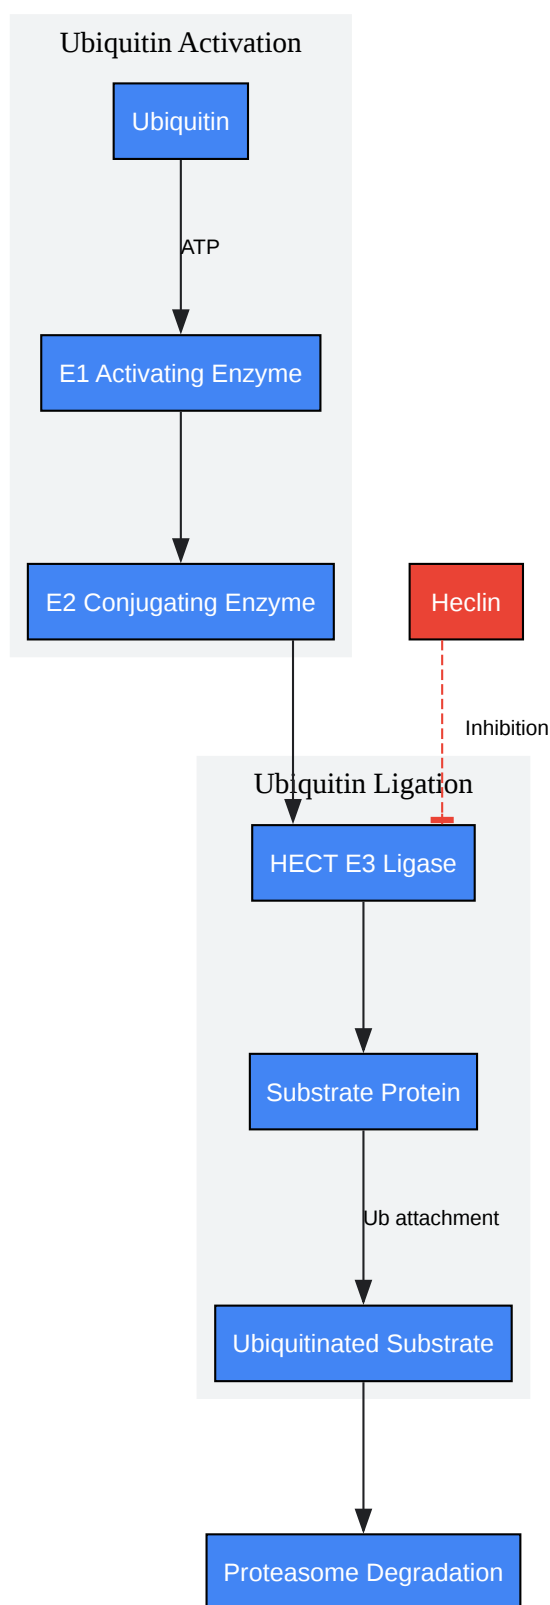 Ubiquitin Activation
Ubiquitin
ATP
E1 Activating Enzyme
E2 Conjugating Enzyme
Heclin
Inhibition
Ubiquitin Ligation
HECT E3 Ligase
Substrate Protein
Ub attachment
Ubiquitinated Substrate
Proteasome Degradation